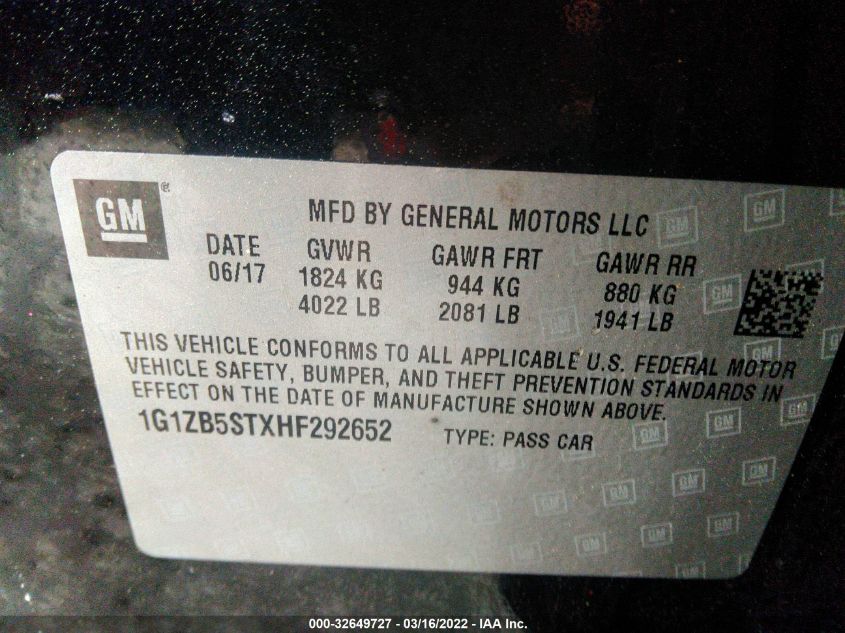 GM®
MFD BY GENERAL MOTORS LLC
DATE GVWR GAWR FRT GAWR RR
06/17 1824 KG 944 KG 880 KG
4022 LB 2081 LB 1941 LB
THIS VEHICLE CONFORMS TO ALL APPLICABLE U.S. FEDERAL MOTOR
VEHICLE SAFETY, BUMPER, AND THEFT PREVENTION STANDARDS IN
EFFECT ON THE DATE OF MANUFACTURE SHOWN ABOVE.
1G1ZB5STXHF292652 TYPE: PASS CAR
000-32649727 - 03/16/2022 - IAA Inc.